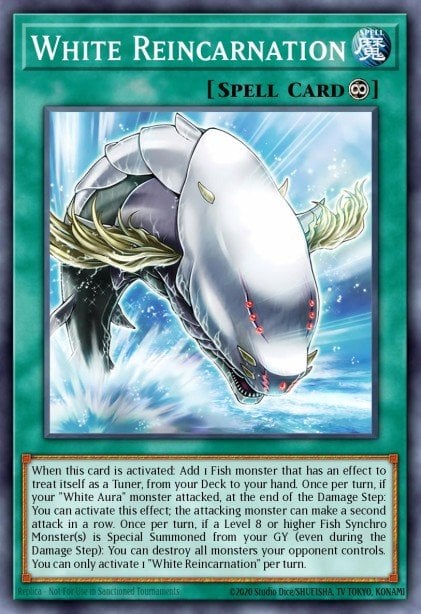 White Reincarnation
SPELL
魔
[Spell Card]
When this card is activated: Add 1 Fish monster that has an effect to
treat itself as a Tuner, from your Deck to your hand. Once per turn, if
your "White Aura" monster attacked, at the end of the Damage Step:
You can activate this effect; the attacking monster can make a second
attack in a row. Once per turn, if a Level 8 or higher Fish Synchro
Monster(s) is Special Summoned from your GY (even during the
Damage Step): You can destroy all monsters your opponent controls.
You can only activate 1 "White Reincarnation" per turn.
Replica - Not For Use in Sanctioned Tournaments
©2020 Studio Dice/SHUEISHA, TV TOKYO, KONAMI